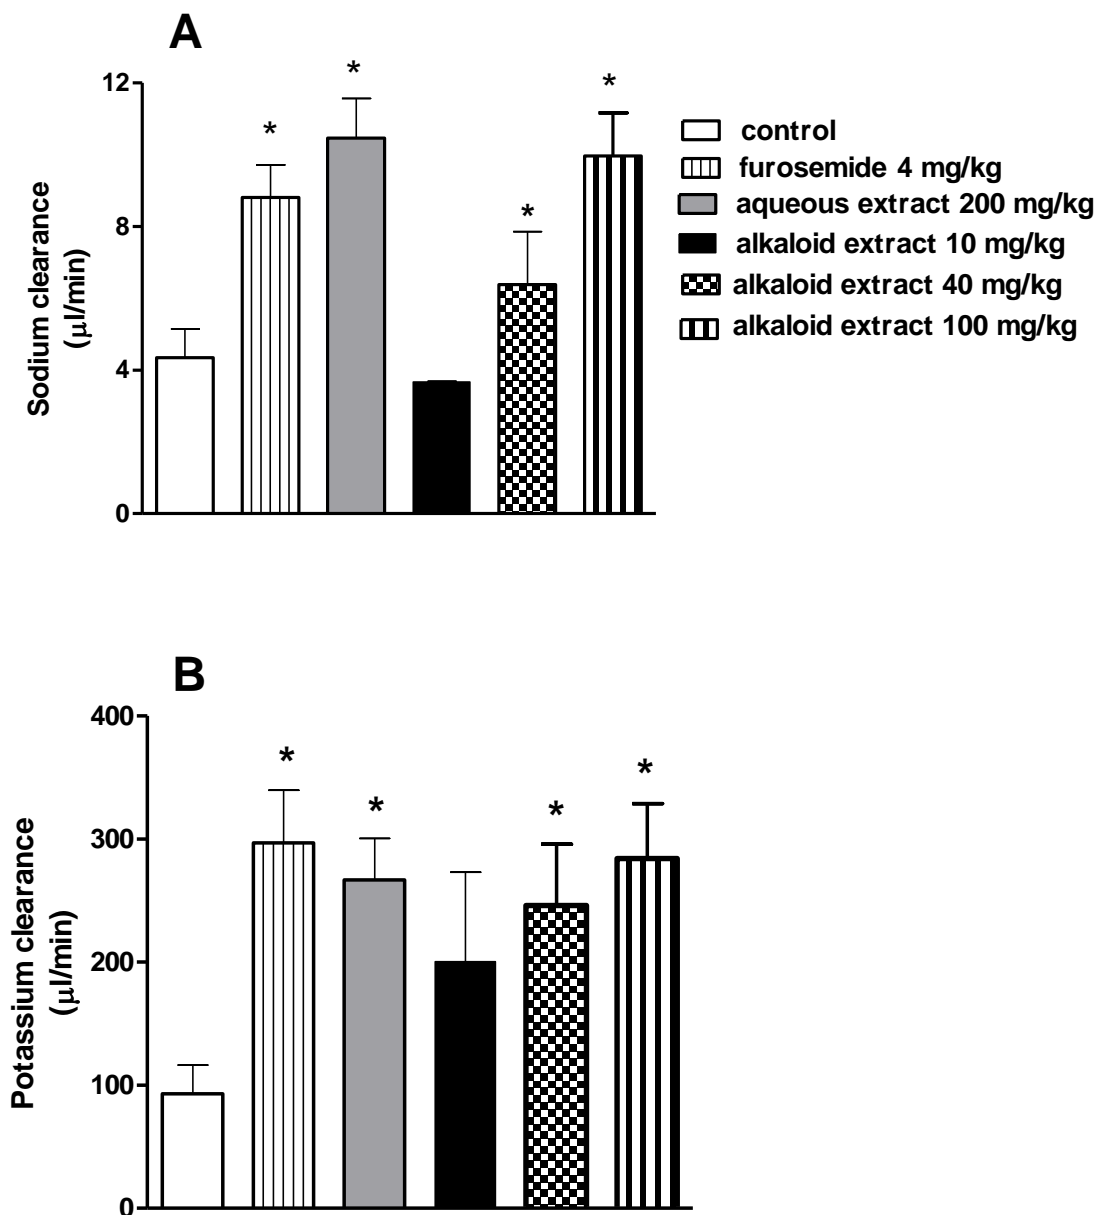 A
Sodium clearance
(μl/min)
12
8
4
0
*
*
*
*
control
furosemide 4 mg/kg
aqueous extract 200 mg/kg
alkaloid extract 10 mg/kg
alkaloid extract 40 mg/kg
alkaloid extract 100 mg/kg
B
Potassium clearance
(μl/min)
400
300
200
100
0
*
*
*
*